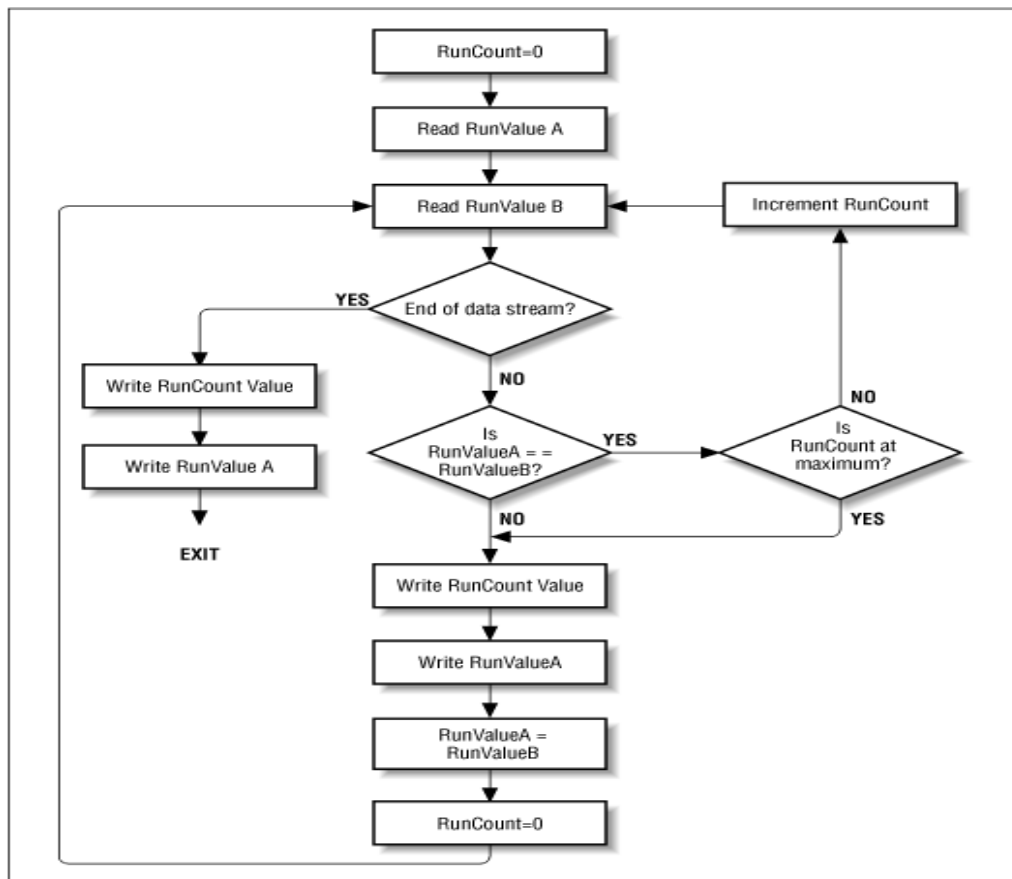 RunCount=0
Read RunValue A
Read RunValue B
Increment RunCount
YES
End of data stream?
Write RunCount Value
NO
NO
Write RunValue A
Is
RunValueA = =
RunValueB?
YES
Is
RunCount at
maximum?
NO
YES
EXIT
Write RunCount Value
Write RunValueA
RunValueA =
RunValueB
RunCount=0